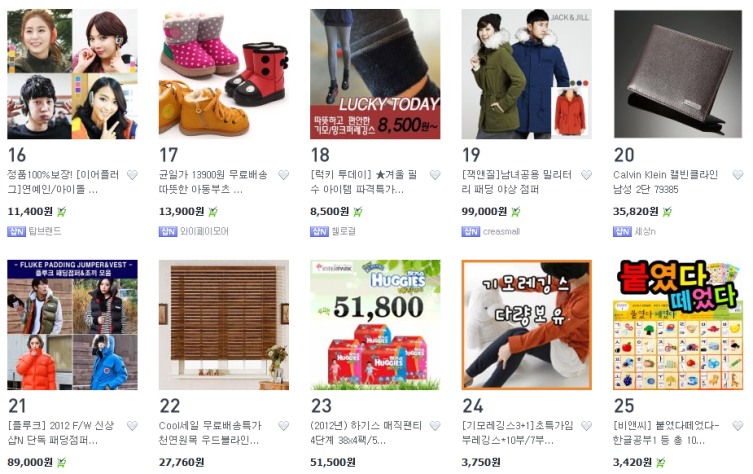 LUCKY TODAY
따뜻하고 편안한
기모/밍크퍼레깅스 8,500원~
JACK & JILL
16
정품100%보장! [이어플러
그]연예인/아이돌 ...
11,400원
샵N 탑브랜드
17
균일가 13900원 무료배송
따뜻한 아동부츠 ...
13,900원
샵N 와이페이모어
18
[럭키 투데이] ★겨울 필
수 아이템 파격특가...
8,500원
샵N 헬로걸
19
[잭앤질]남녀공용 밀리터
리 패딩 야상 점퍼
99,000원
샵N creasmall
20
Calvin Klein 캘빈클라인
남성 2단 79385
35,820원
샵N 세상n
- FLUKE PADDING JUMPER&VEST -
플루크 패딩점퍼&조끼 모음
INTERPARK
HUGGIES
51,800
HUGGIES
기모레깅스
다량보유
붙였다
떼었다
붙였다 떼었다
21
[플루크] 2012 F/W 신상
샵N 단독 패딩점퍼...
89,000원
22
Cool세일 무료배송특가
천연원목 우드블라인...
27,760원
23
(2012년) 하기스 매직팬티
4단계 38x4팩/5...
51,500원
24
[기모레깅스3+1]초특가임
부레깅스*10부/7부...
3,750원
25
[비앤씨] 붙였다떼었다-
한글공부1 등 총 10...
3,420원